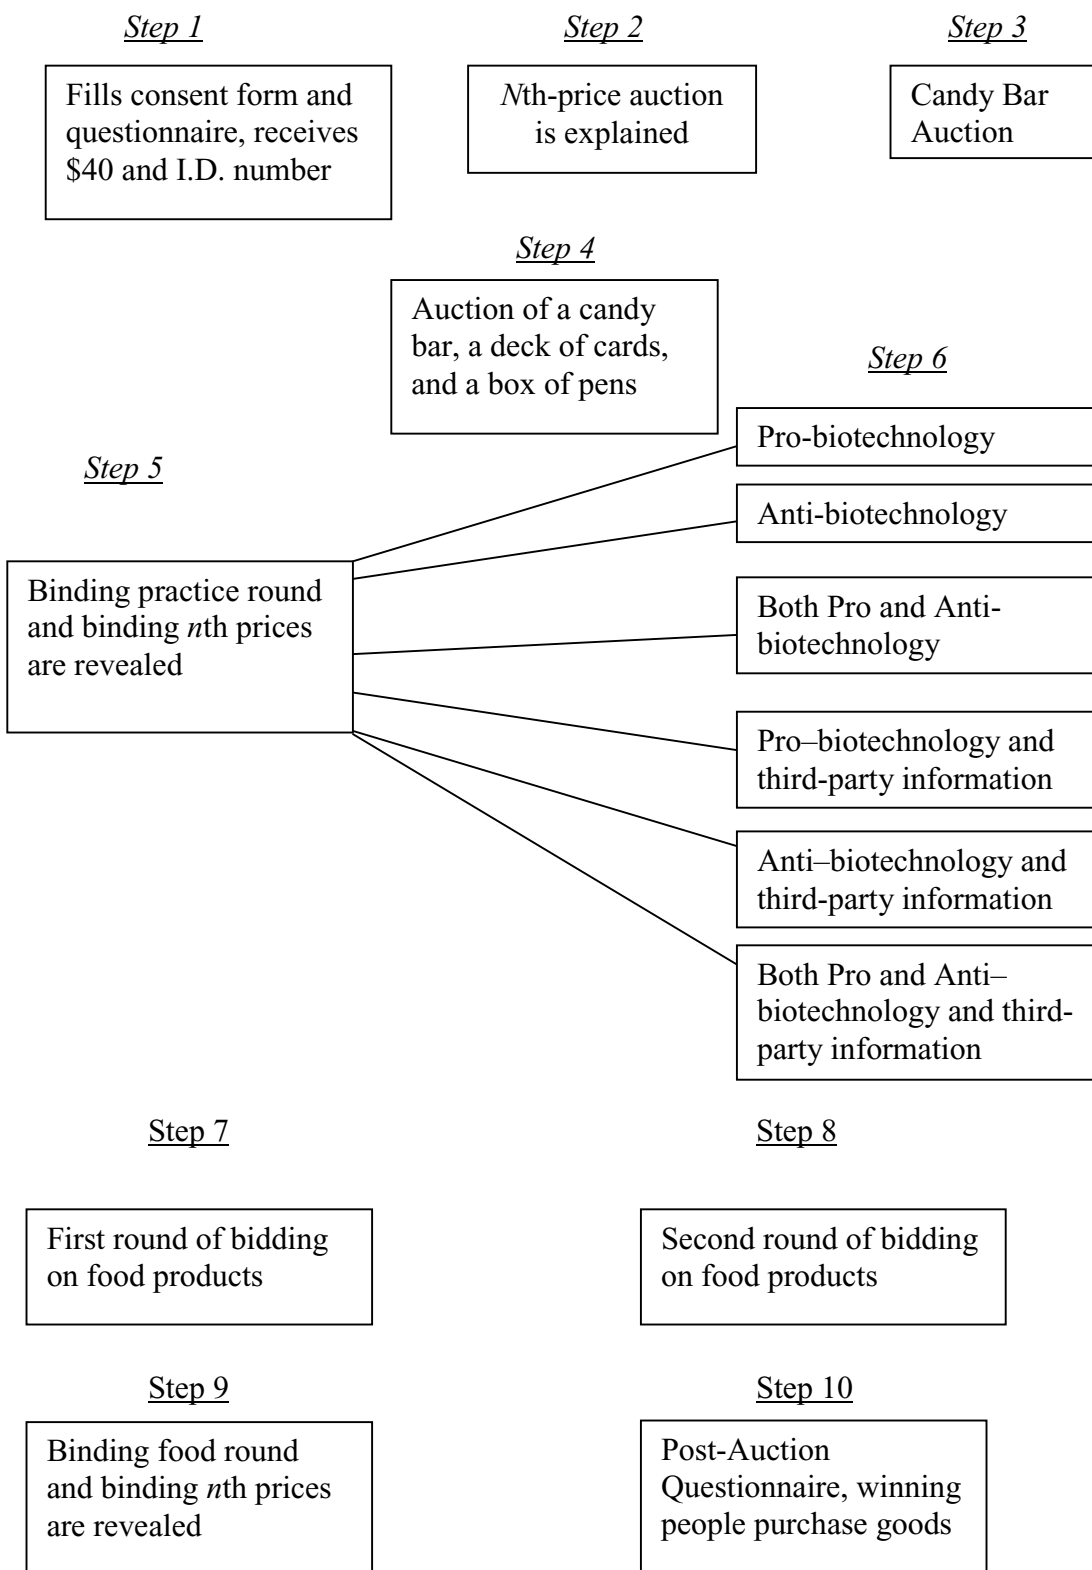 Step 1
Fills consent form and
questionnaire, receives
$40 and I.D. number
Step 2
Nth-price auction
is explained
Step 3
Candy Bar
Auction
Step 4
Auction of a candy
bar, a deck of cards,
and a box of pens
Step 5
Binding practice round
and binding nth prices
are revealed
Step 6
Pro-biotechnology
Anti-biotechnology
Both Pro and Anti-
biotechnology
Pro–biotechnology and
third-party information
Anti–biotechnology and
third-party information
Both Pro and Anti–
biotechnology and third-
party information
Step 7
First round of bidding
on food products
Step 8
Second round of bidding
on food products
Step 9
Binding food round
and binding nth prices
are revealed
Step 10
Post-Auction
Questionnaire, winning
people purchase goods